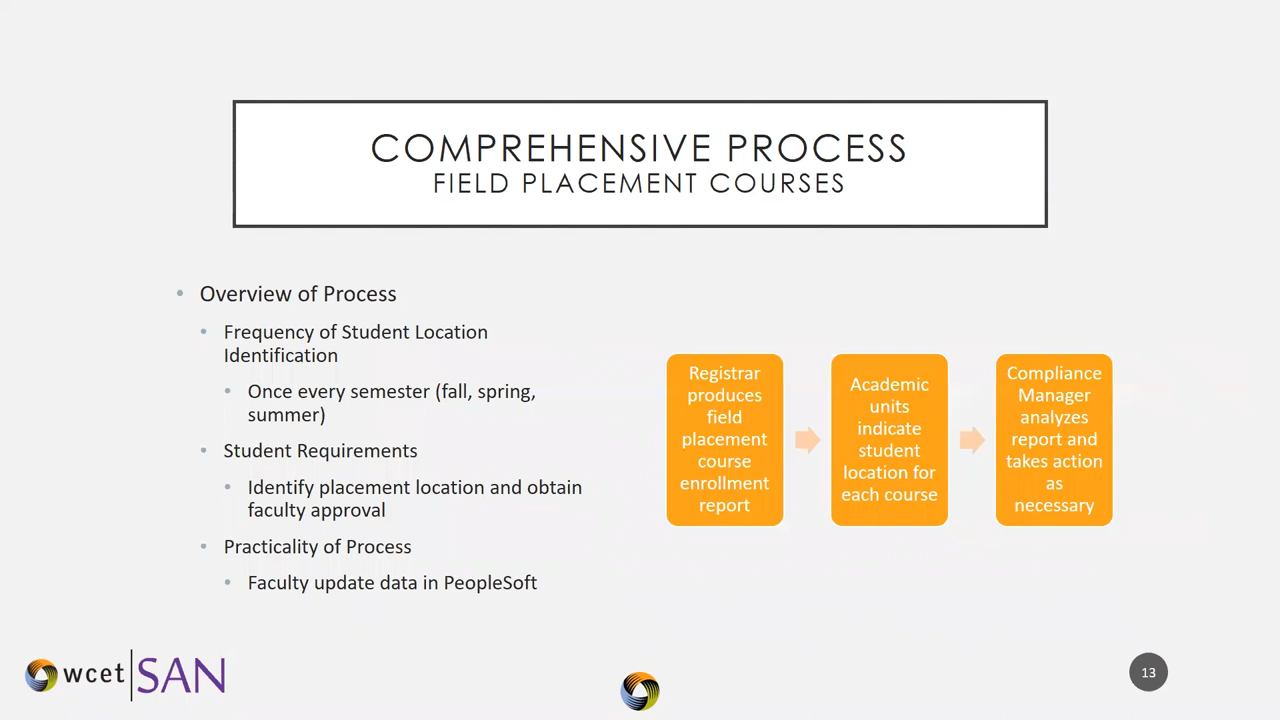 COMPREHENSIVE PROCESS
FIELD PLACEMENT COURSES
• Overview of Process
• Frequency of Student Location
Identification
• Once every semester (fall, spring,
summer)
• Student Requirements
• Identify placement location and obtain
faculty approval
• Practicality of Process
• Faculty update data in PeopleSoft
Registrar
produces
field
placement
course
enrollment
report
Academic
units
indicate
student
location for
each course
Compliance
Manager
analyzes
report and
takes action
as
necessary
wcet SAN
13